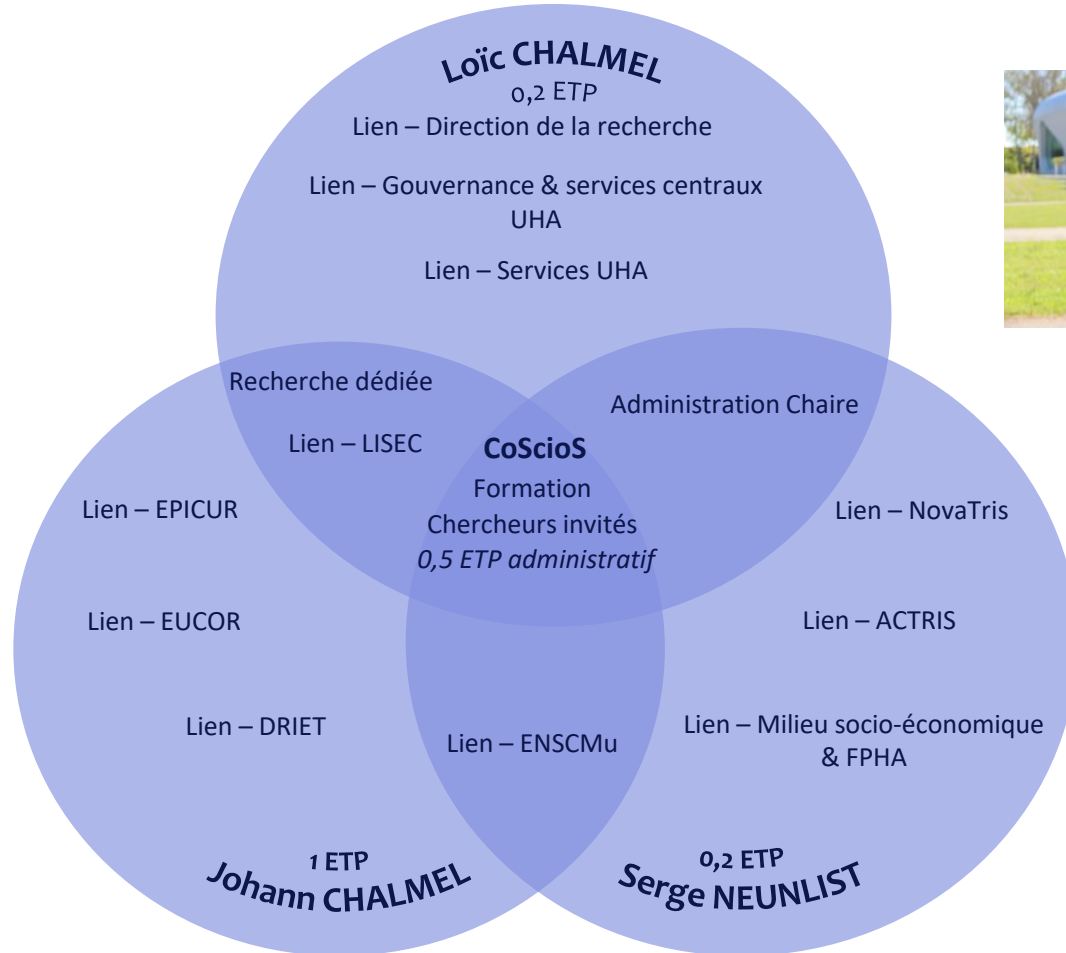 Loïc CHALMEL
0,2 ETP
Lien – Direction de la recherche
Lien – Gouvernance & services centraux
UHA
Lien – Services UHA
Recherche dédiée
Lien – LISEC
Administration Chaire
CoScioS
Formation
Chercheurs invités
0,5 ETP administratif
Lien – EPICUR
Lien – EUCOR
Lien – DRIET
Lien – NovaTris
Lien – ACTRIS
Lien – Milieu socio-économique
& FPHA
Lien – ENSCMu
1 ETP
Johann CHALMEL
0,2 ETP
Serge NEUNLIST